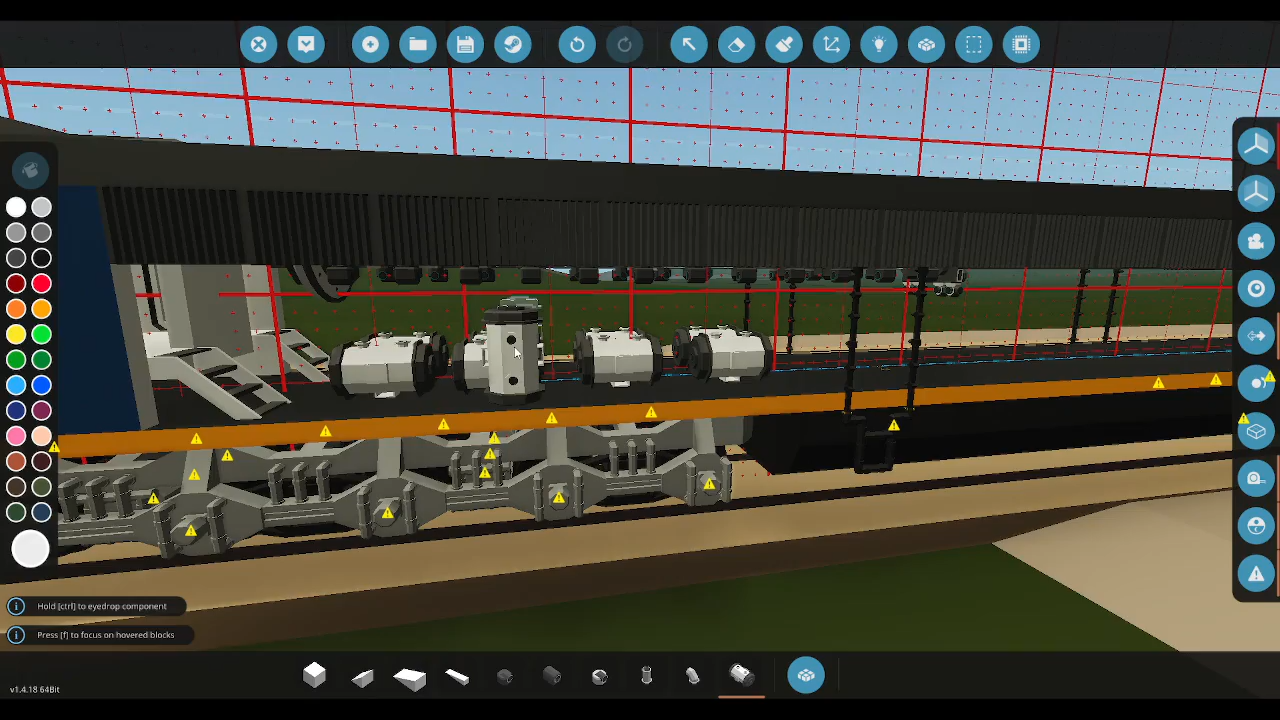 Hold [ctrl] to eyedrop component
Press [f] to focus on hovered blocks
v1.4.18 64Bit